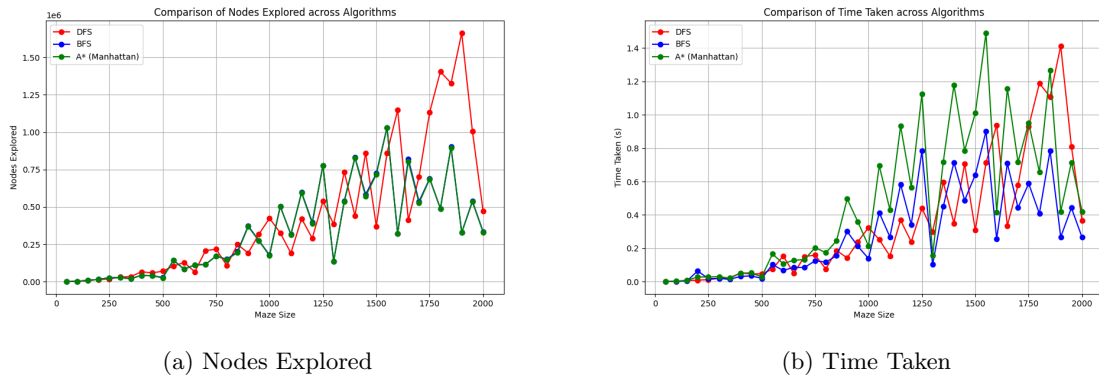 Comparison of Nodes Explored across Algorithms
1e6
DFS
BFS
A* (Manhattan)
1.50
1.25
1.00
0.75
0.50
0.25
0.00
Nodes Explored
0 250 500 750 1000 1250 1500 1750 2000
Maze Size
(a) Nodes Explored
Comparison of Time Taken across Algorithms
DFS
BFS
A* (Manhattan)
1.4
1.2
1.0
0.8
0.6
0.4
0.2
0.0
Time Taken (s)
0 250 500 750 1000 1250 1500 1750 2000
Maze Size
(b) Time Taken